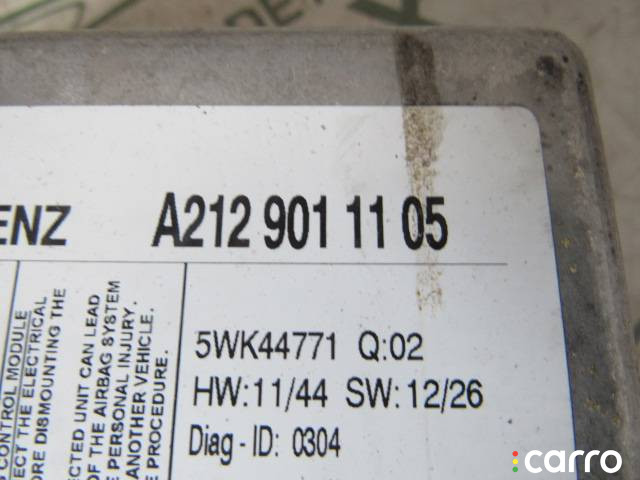 ENZ A212 901 11 05
5WK44771 Q:02
HW:11/44 SW:12/26
Diag - ID: 0304
CONTROL MODULE
ECT THE ELECTRICAL
ORE DISMOUNTING THE
ECTED UNIT CAN LEAD
OF THE AIRBAG SYSTEM
E PERSONAL INJURY.
ANOTHER VEHICLE.
E PROCEDURE.
carro